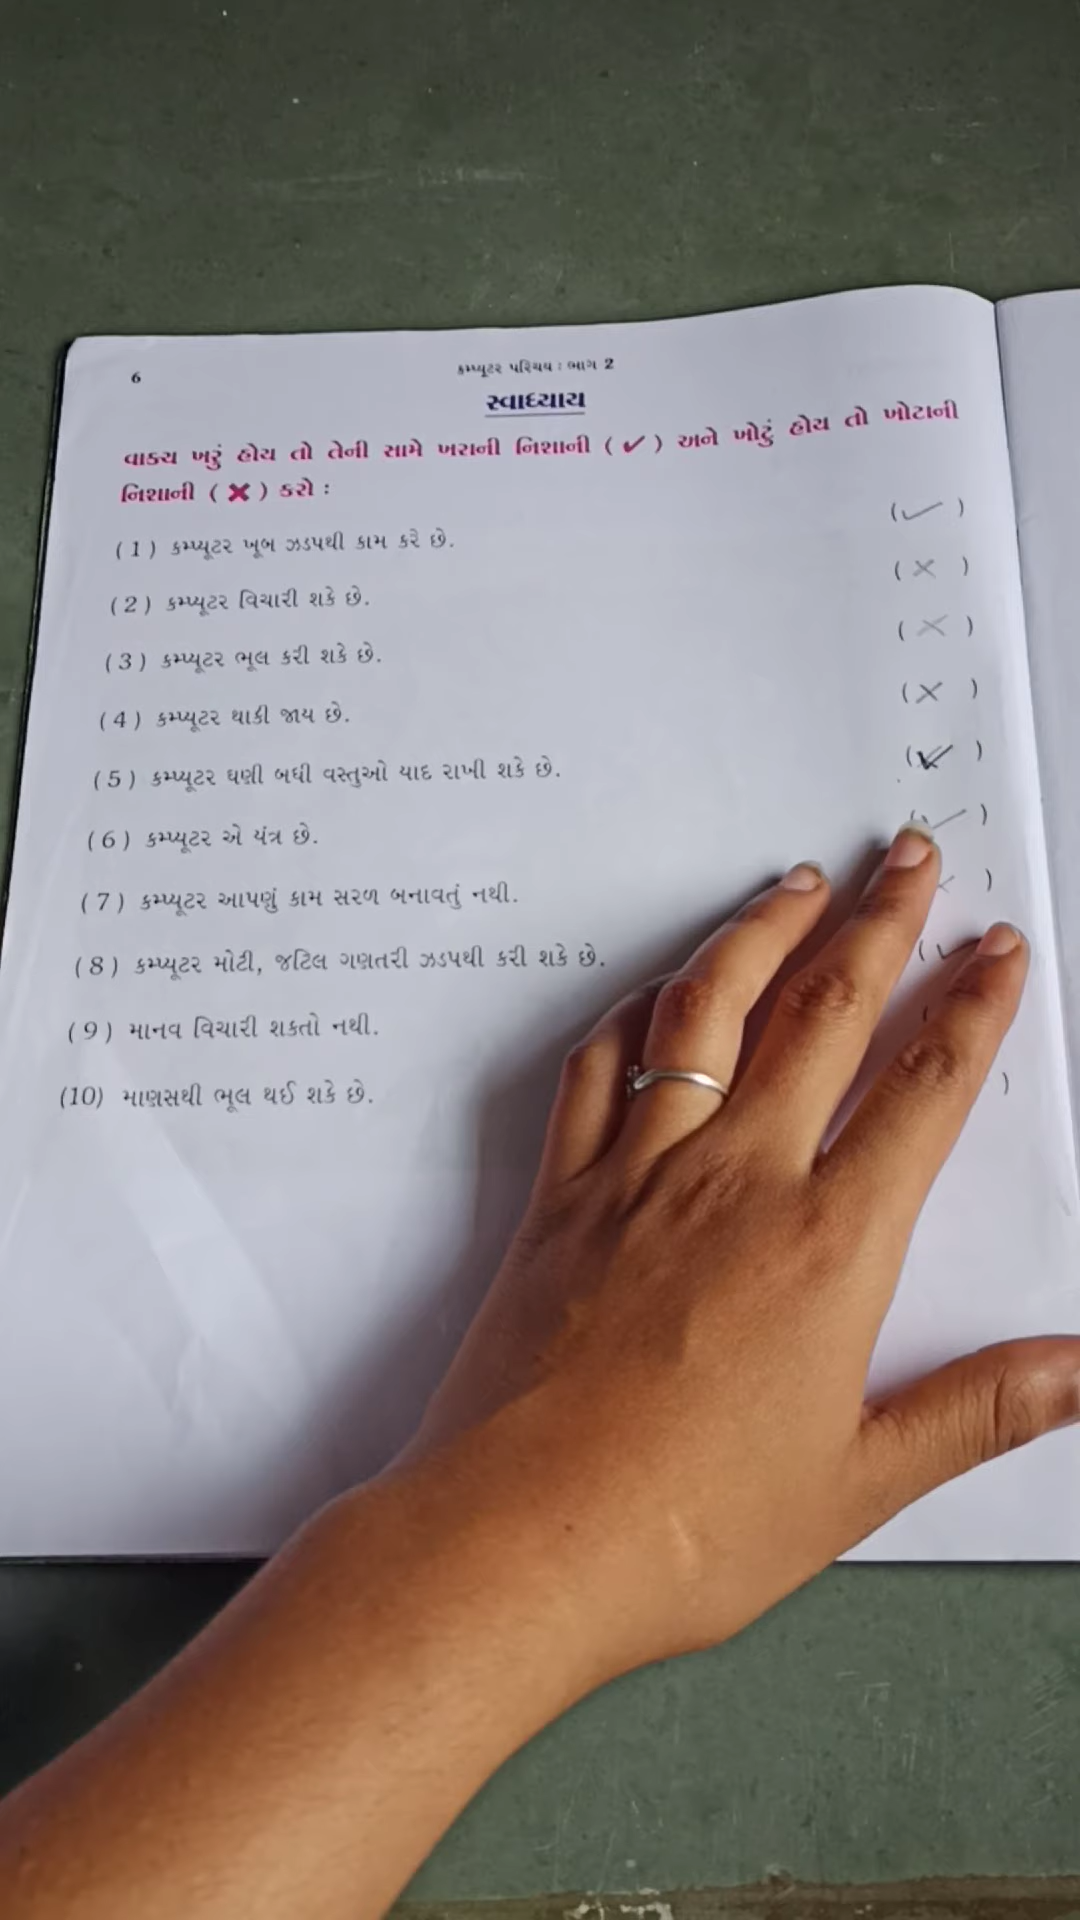 6
કમ્પ્યૂટર પરિચય : ભાગ 2
સ્વાધ્યાય
વાક્ય ખરું હોય તો તેની સામે ખરાની નિશાની ( ✔ ) અને ખોટું હોય તો ખોટાની
નિશાની ( ✖ ) કરો :
(1) કમ્પ્યૂટર ખૂબ ઝડપથી કામ કરે છે. ( ✓ )
(2) કમ્પ્યૂટર વિચારી શકે છે. ( ✗ )
(3) કમ્પ્યૂટર ભૂલ કરી શકે છે. ( ✗ )
(4) કમ્પ્યૂટર થાકી જાય છે. ( ✗ )
(5) કમ્પ્યૂટર ઘણી બધી વસ્તુઓ યાદ રાખી શકે છે. ( ✓ )
(6) કમ્પ્યૂટર એ યંત્ર છે. ( ✓ )
(7) કમ્પ્યૂટર આપણું કામ સરળ બનાવતું નથી. )
(8) કમ્પ્યૂટર મોટી, જટિલ ગણતરી ઝડપથી કરી શકે છે. ( ✓
(9) માનવ વિચારી શકતો નથી. (
(10) માણસથી ભૂલ થઈ શકે છે. )